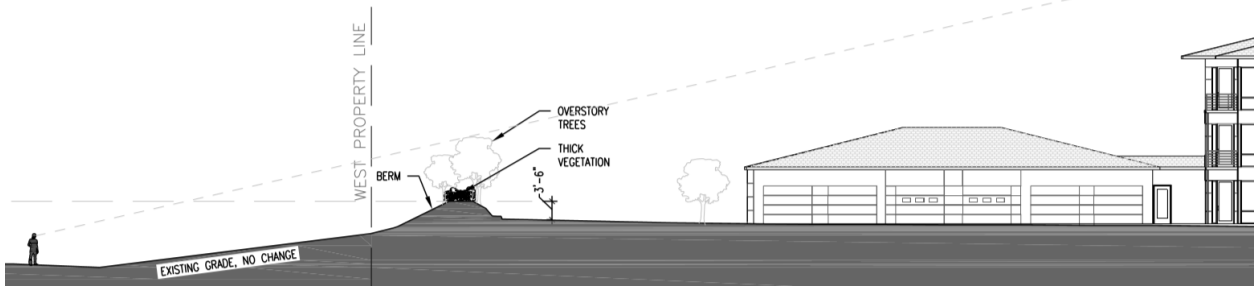 WEST PROPERTY LINE
OVERSTORY
TREES
THICK
VEGETATION
BERM
3'-6"
EXISTING GRADE, NO CHANGE